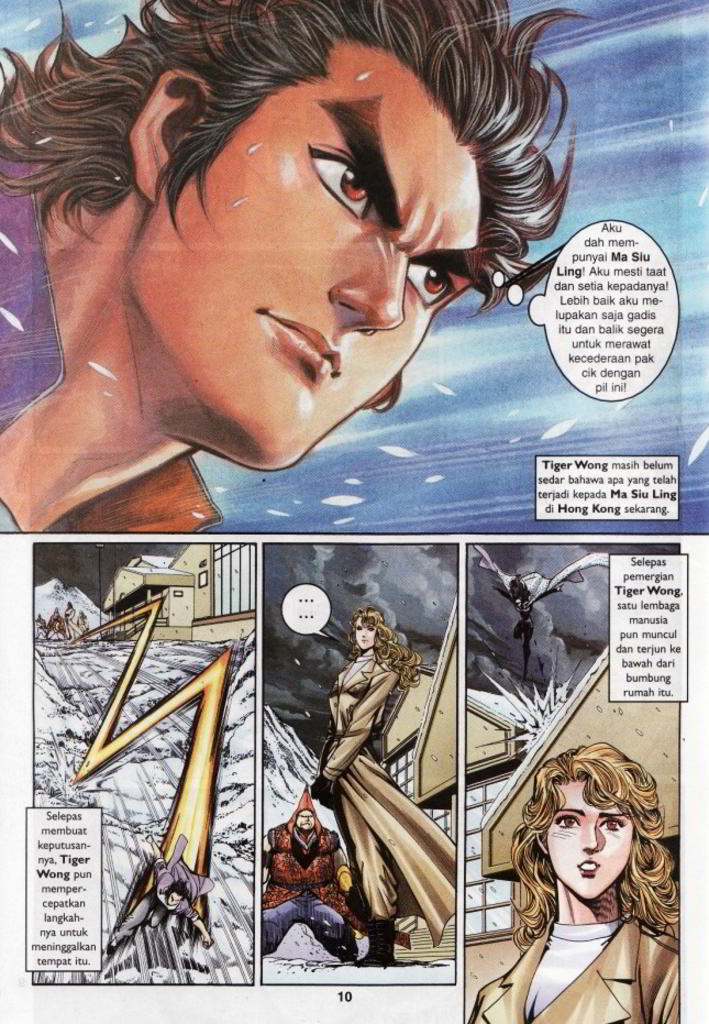 Aku
dah mem-
punyai Ma Siu
Ling! Aku mesti taat
dan setia kepadanya!
Lebih baik aku me-
lupakan saja gadis
itu dan balik segera
untuk merawat
kecederaan pak
cik dengan
pil ini!
Tiger Wong masih belum
sedar bahawa apa yang telah
terjadi kepada Ma Siu Ling
di Hong Kong sekarang.
Selepas
membuat
keputusan-
nya, Tiger
Wong pun
memper-
cepatkan
langkah-
nya untuk
meninggalkan
tempat itu.
...
...
Selepas
pemergian
Tiger Wong,
satu lembaga
manusia
pun muncul
dan terjun ke
bawah dari
bumbung
rumah itu.
10